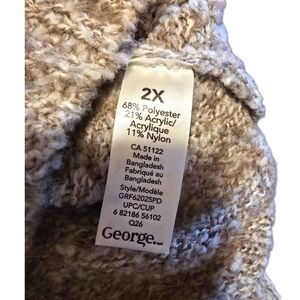 2X
68% Polyester
21% Acrylic/
Acrylique
11% Nylon
CA 51122
Made in
Bangladesh
Fabriqué au
Bangladesh
Style/Modèle
GRF6202SPD
UPC/CUP
6 82186 56102
Q26
George